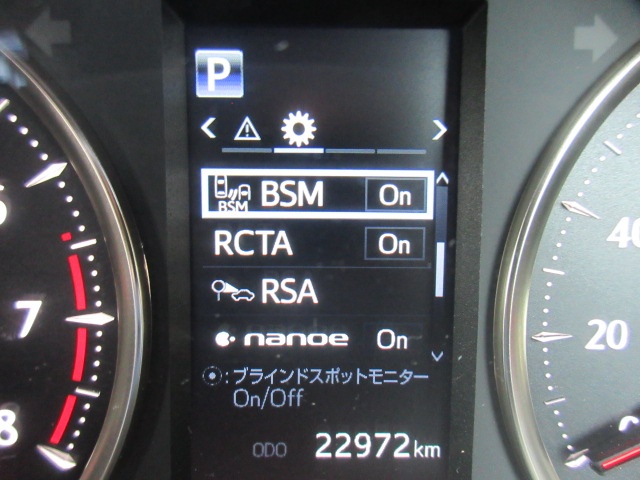 P
BSM BSM On
RCTA On
RSA
nanoe On
:ブラインドスポットモニター
On/Off
ODO 22972km
7
8
40
20